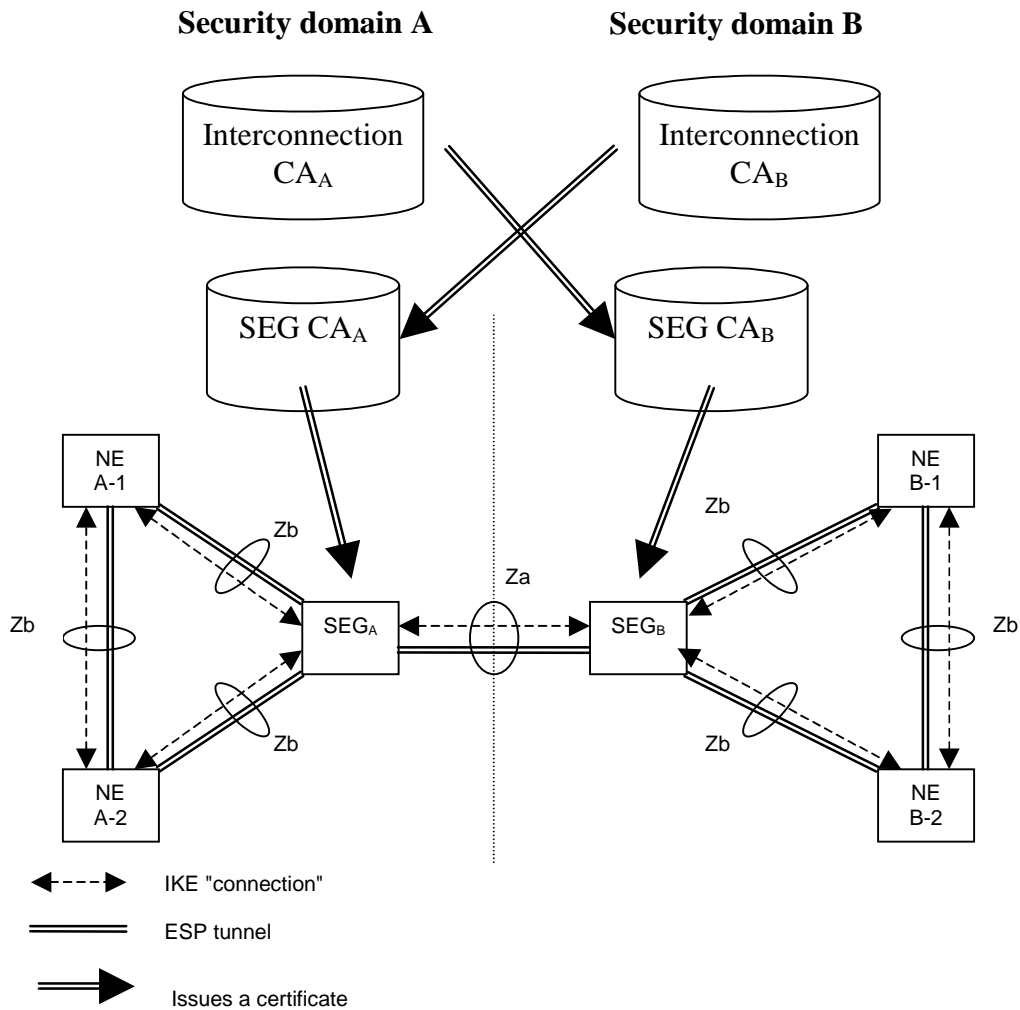 Security domain A
Security domain B
Interconnection
CA_A
Interconnection
CA_B
SEG CA_A
SEG CA_B
NE
A-1
NE
B-1
Zb
Zb
Za
Zb
SEG_A
SEG_B
Zb
Zb
Zb
NE
A-2
NE
B-2
IKE "connection"
ESP tunnel
Issues a certificate